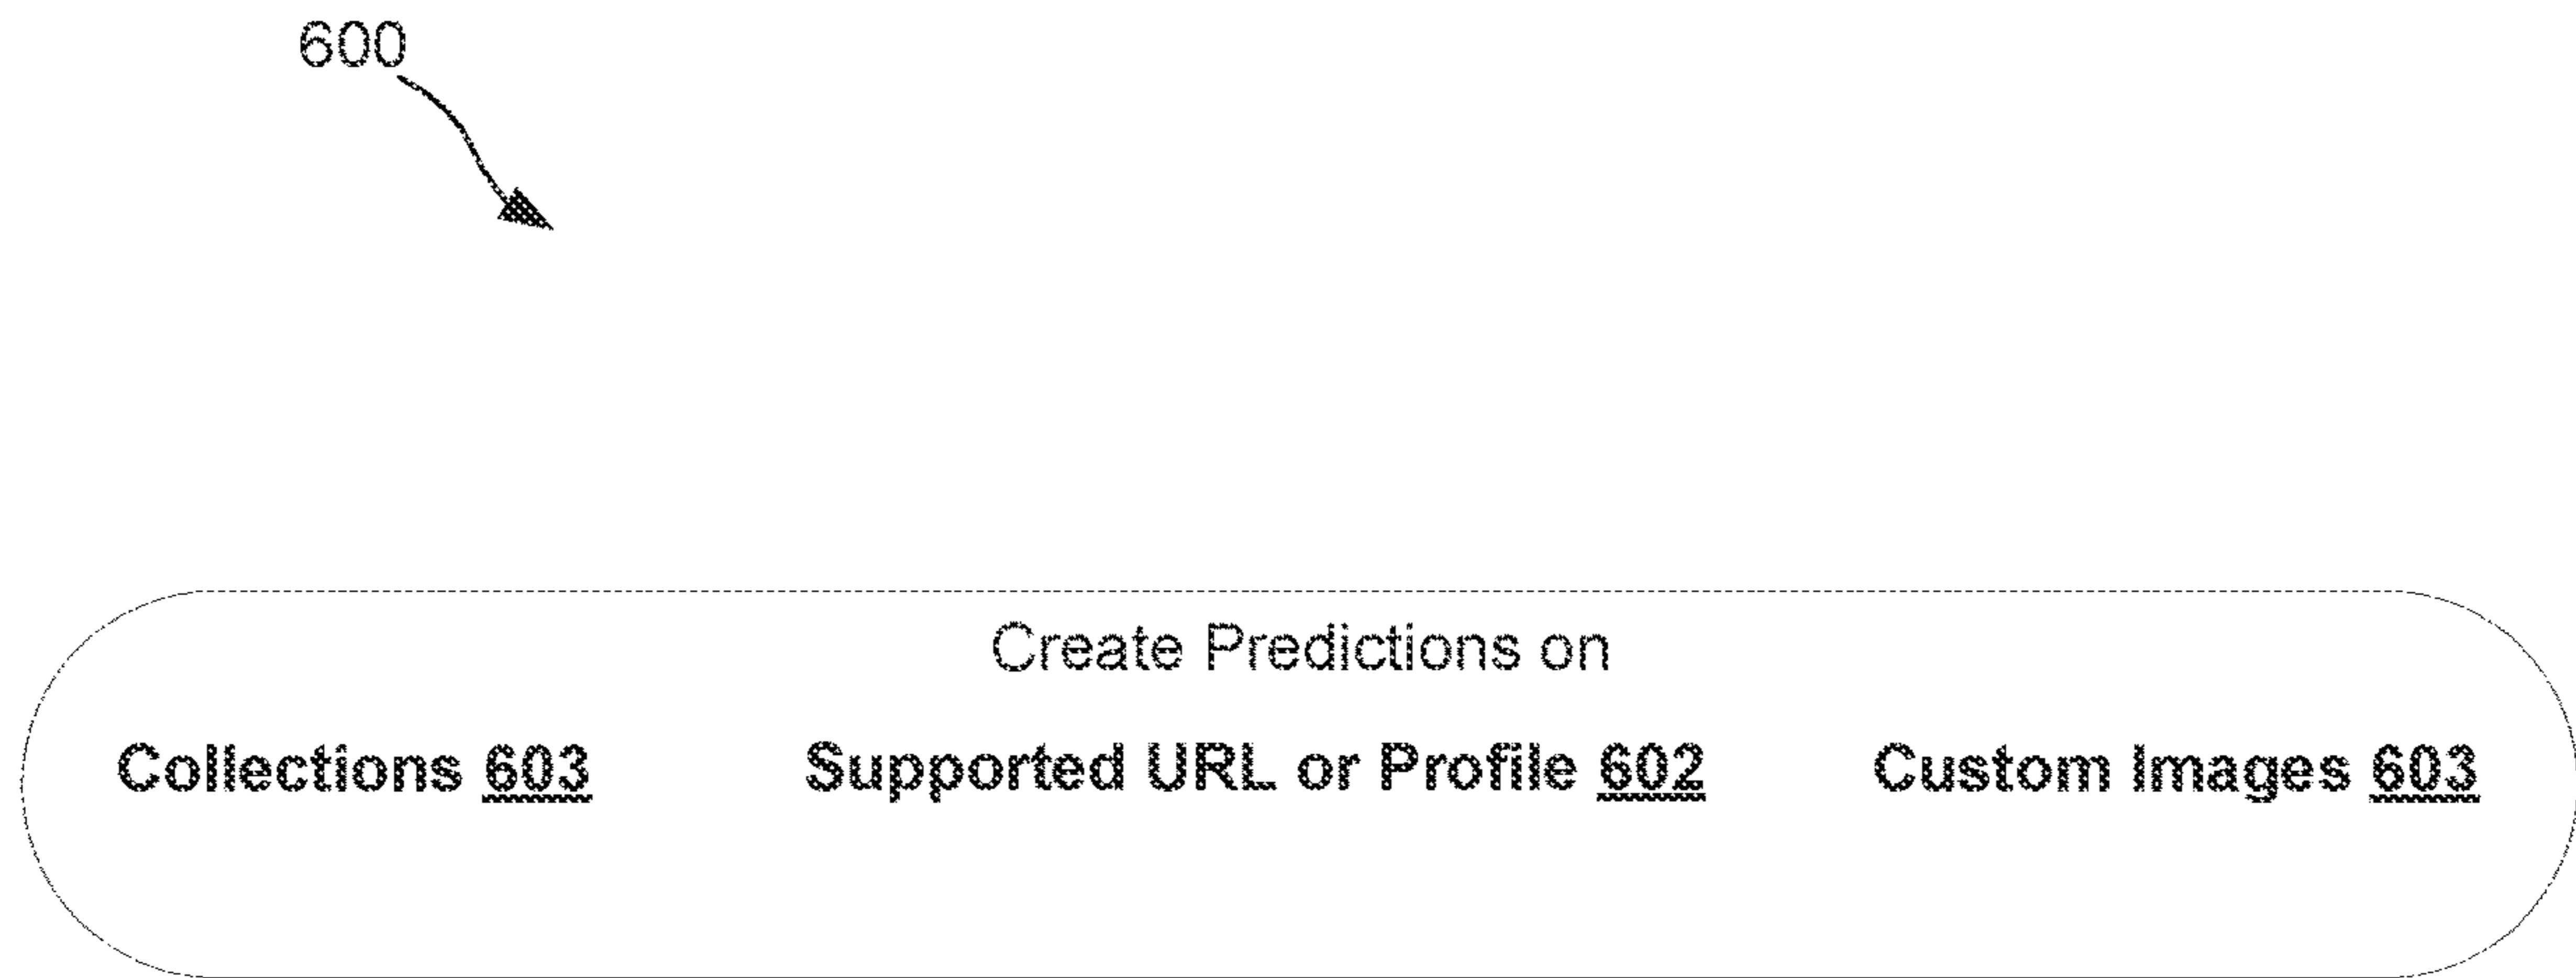 600
Create Predictions on
Collections 603 Supported URL or Profile 602 Custom Images 603